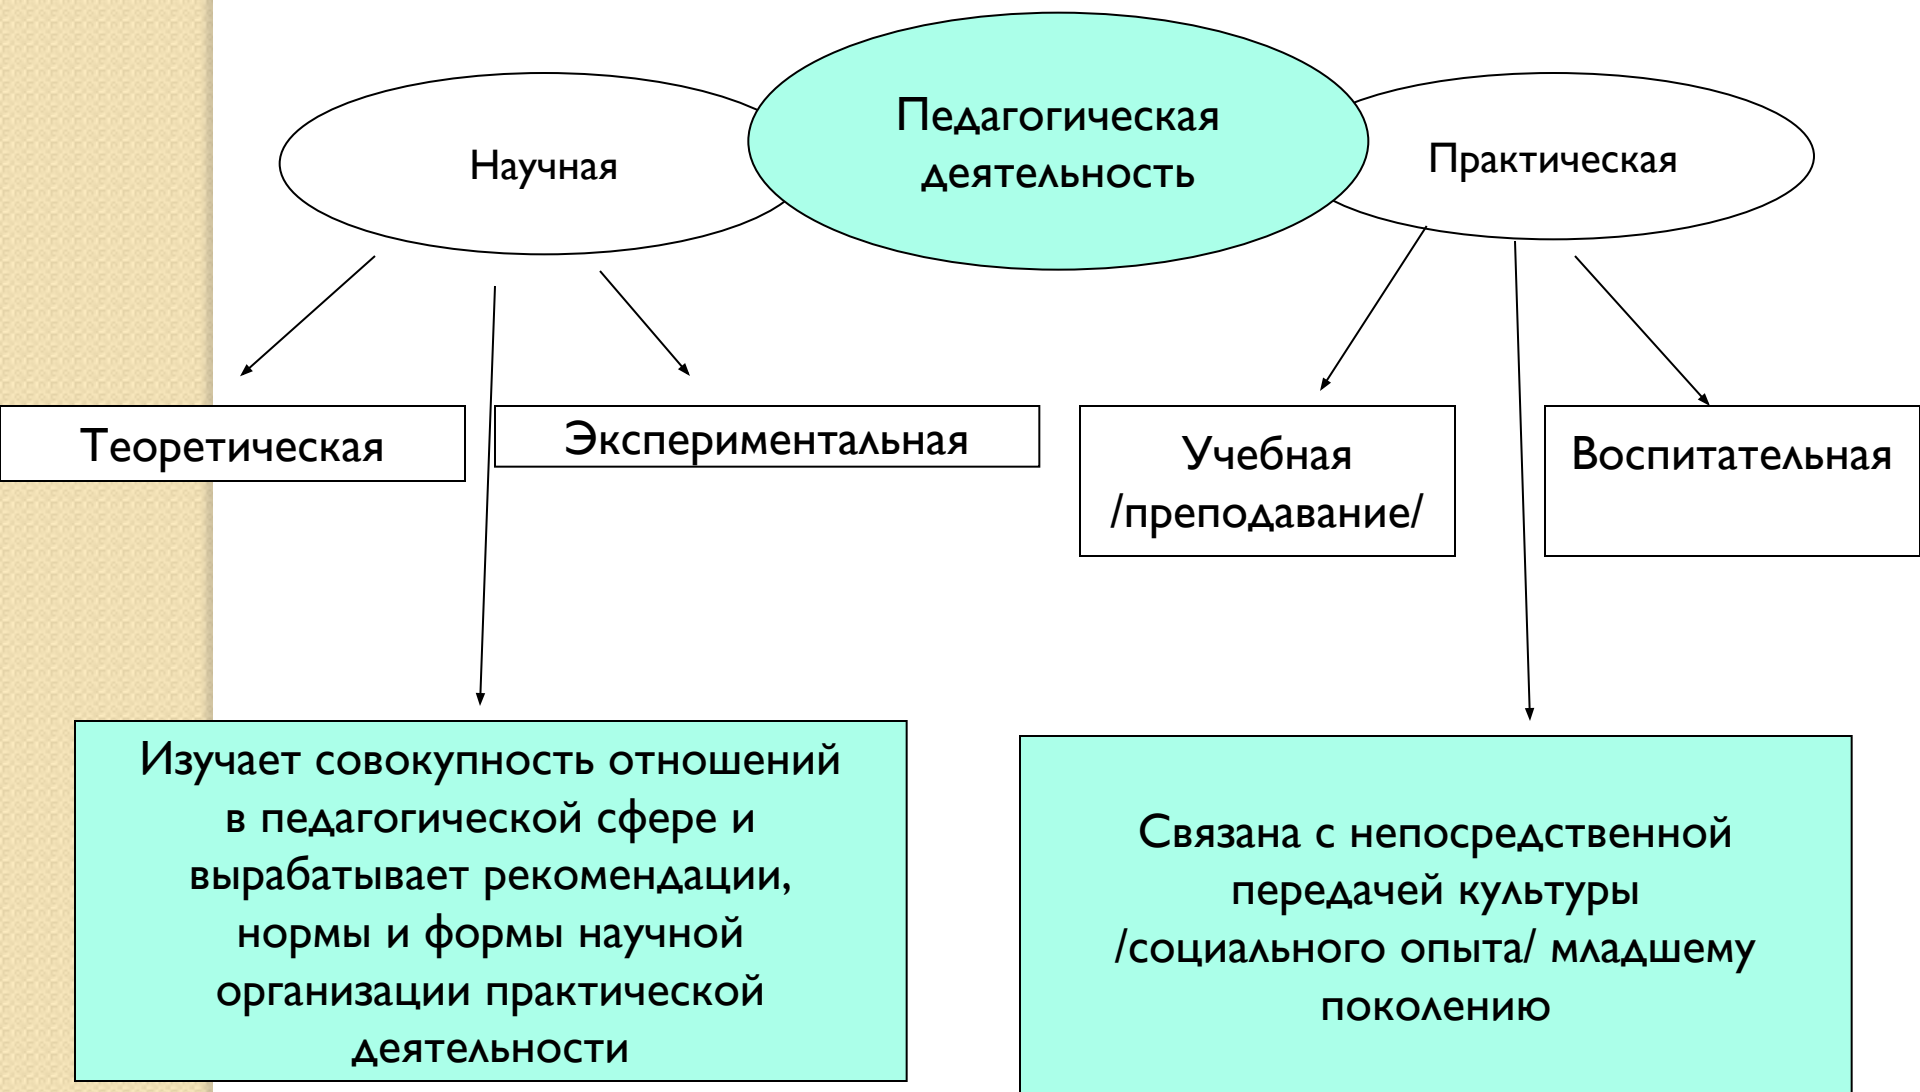 Педагогическая
деятельность
Научная
Практическая
Теоретическая
Экспериментальная
Учебная
/преподавание/
Воспитательная
Изучает совокупность отношений
в педагогической сфере и
вырабатывает рекомендации,
нормы и формы научной
организации практической
деятельности
Связана с непосредственной
передачей культуры
/социального опыта/ младшему
поколению